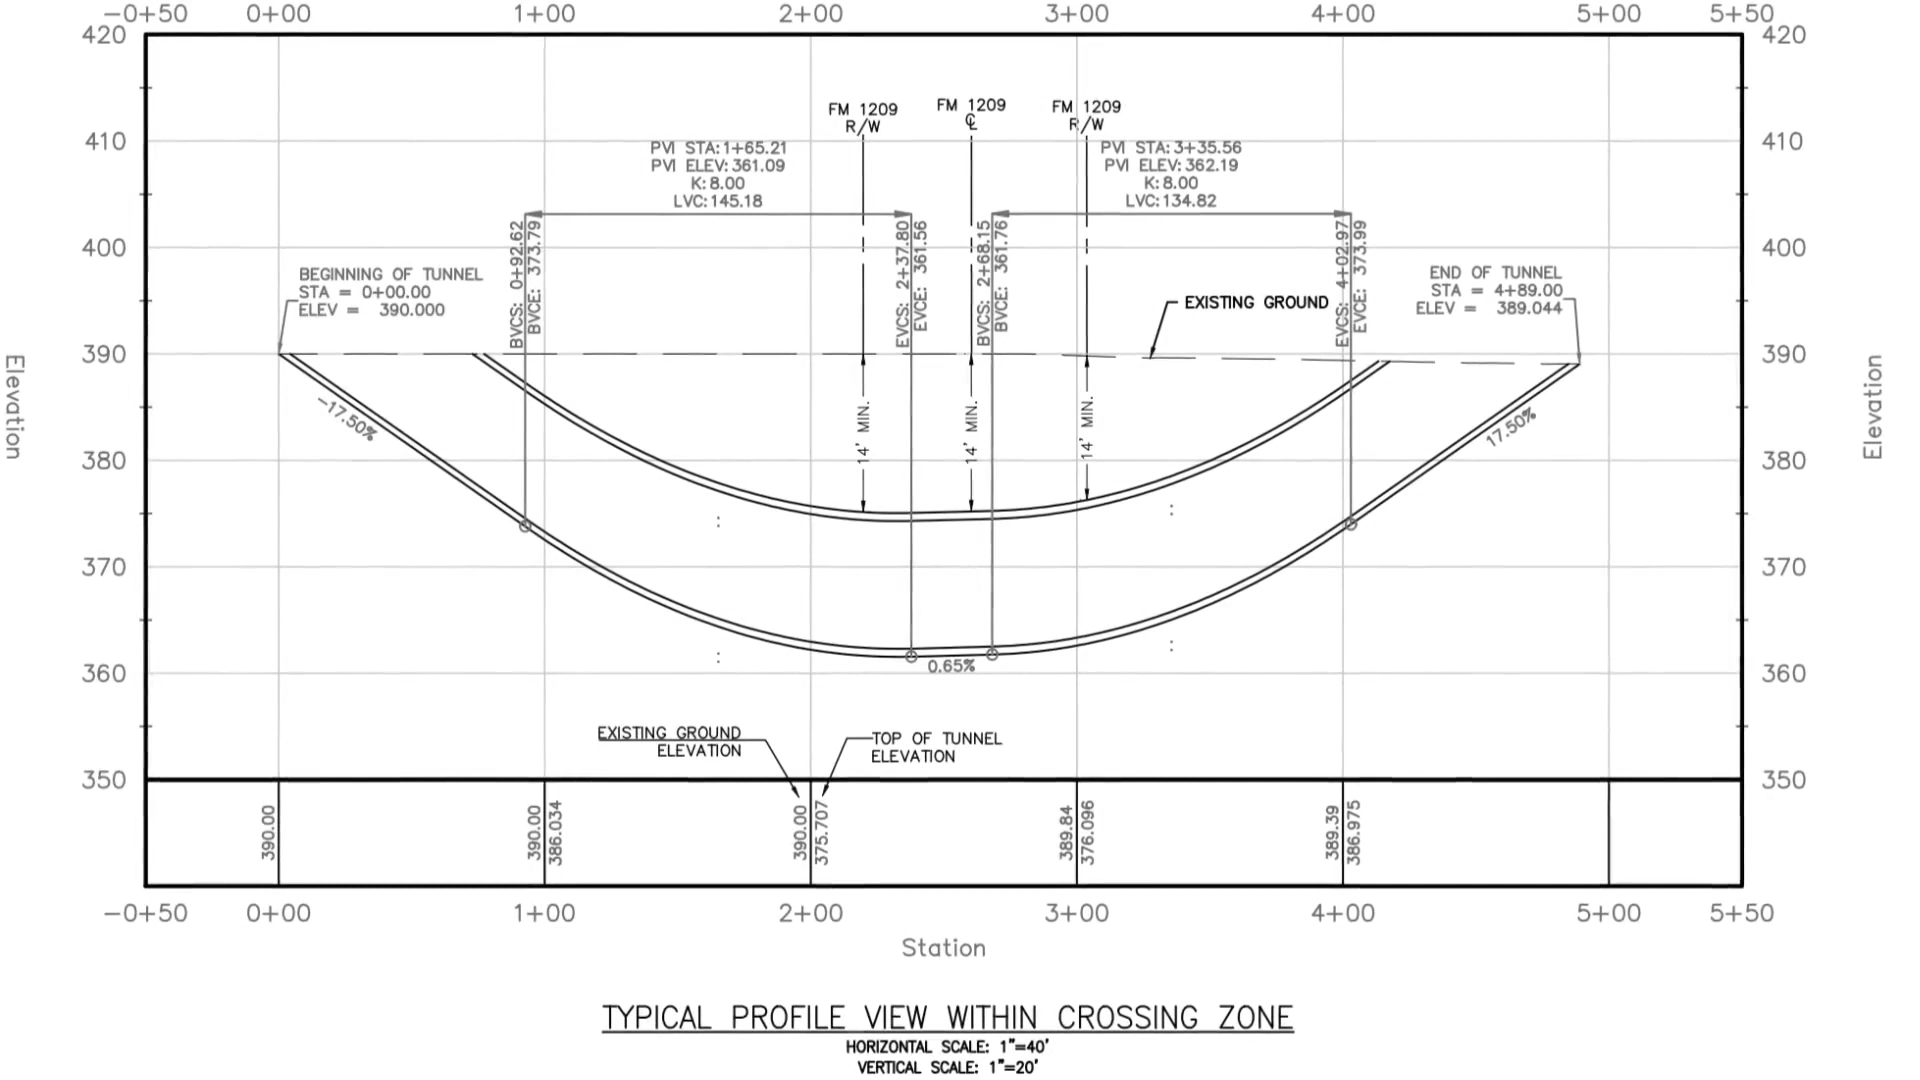 -0+50 0+00 1+00 2+00 3+00 4+00 5+00 5+50
420 420
410 410
400 400
390 390
380 380
370 370
360 360
350 350
Elevation
Elevation
FM 1209
R/W
FM 1209
℄
FM 1209
R/W
PVI STA:1+65.21
PVI ELEV:361.09
K:8.00
LVC:145.18
PVI STA:3+35.56
PVI ELEV:362.19
K:8.00
LVC:134.82
BVCS: 0+92.62
BVCE: 373.79
EVCS: 2+37.80
EVCE: 361.56
BVCS: 2+68.15
BVCE: 361.76
EVCS: 4+02.97
EVCE: 373.99
BEGINNING OF TUNNEL
STA = 0+00.00
ELEV = 390.000
END OF TUNNEL
STA = 4+89.00
ELEV = 389.044
EXISTING GROUND
14' MIN.
14' MIN.
14' MIN.
-17.50%
17.50%
0.65%
EXISTING GROUND
ELEVATION
TOP OF TUNNEL
ELEVATION
390.00
390.00
386.034
390.00
375.707
389.84
376.096
389.39
386.975
-0+50 0+00 1+00 2+00 3+00 4+00 5+00 5+50
Station
TYPICAL PROFILE VIEW WITHIN CROSSING ZONE
HORIZONTAL SCALE: 1"=40'
VERTICAL SCALE: 1"=20'